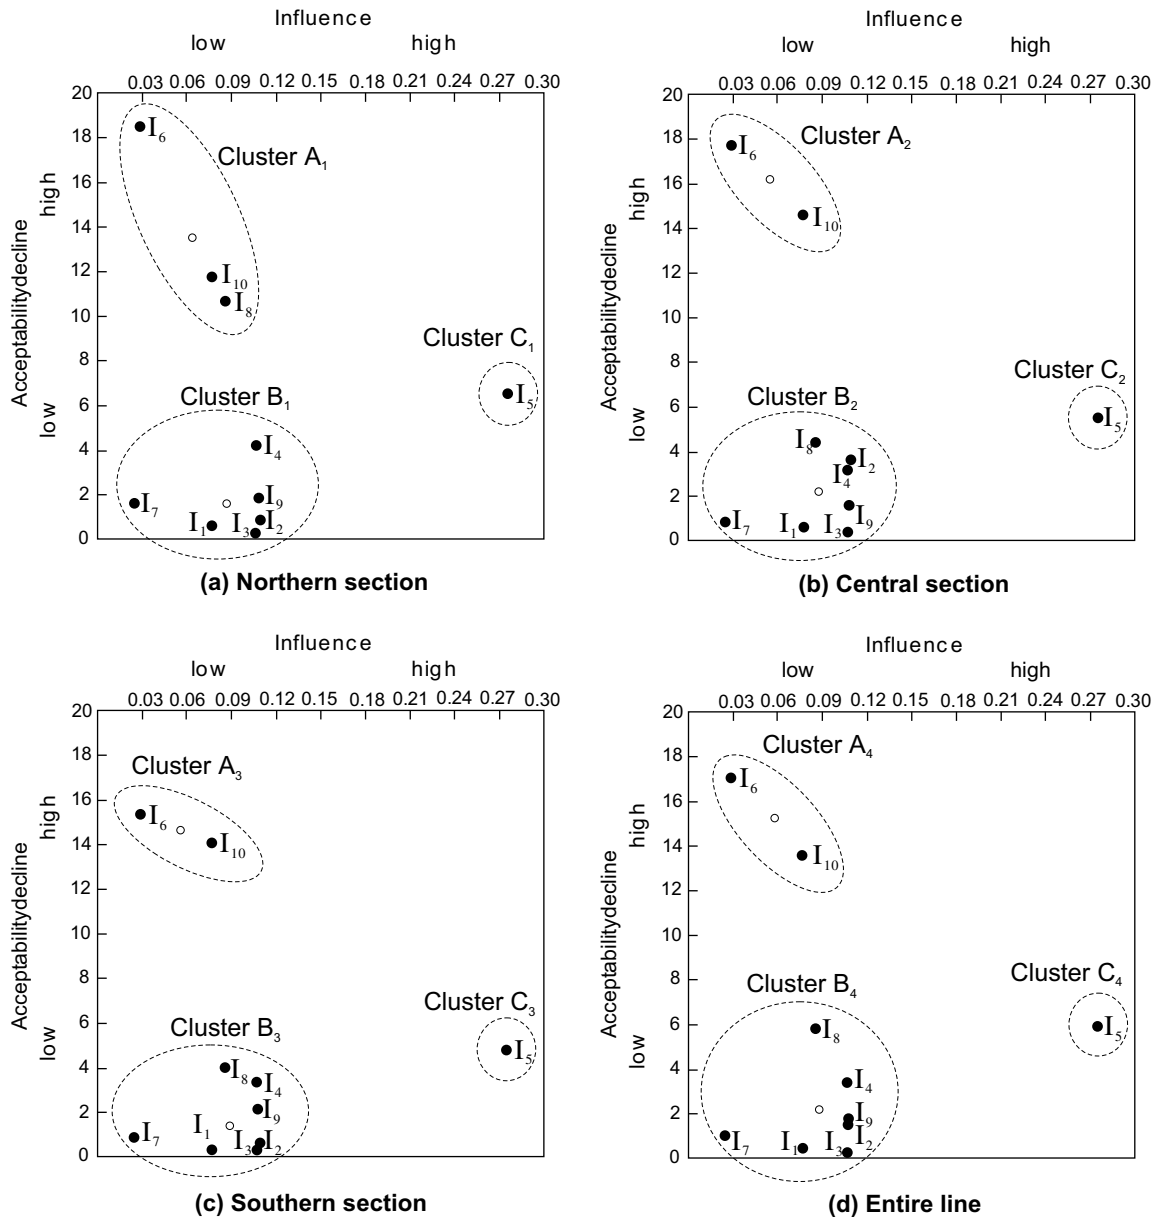 Influence
low high
0.03 0.06 0.09 0.12 0.15 0.18 0.21 0.24 0.27 0.30
20
18
16
14
12
10
8
6
4
2
0
Acceptabilitydecline
high
low
I6
Cluster A1
I10
I8
Cluster C1
I5
Cluster B1
I4
I7
I9
I1
I3
I2
(a) Northern section
Influence
low high
0.03 0.06 0.09 0.12 0.15 0.18 0.21 0.24 0.27 0.30
20
18
16
14
12
10
8
6
4
2
0
Acceptabilitydecline
high
low
Cluster A2
I6
I10
Cluster C2
I5
Cluster B2
I8
I2
I4
I7
I1
I3
I9
(b) Central section
Influence
low high
0.03 0.06 0.09 0.12 0.15 0.18 0.21 0.24 0.27 0.30
20
18
16
14
12
10
8
6
4
2
0
Acceptabilitydecline
high
low
Cluster A3
I6
I10
Cluster C3
I5
Cluster B3
I8
I4
I9
I7
I1
I3
I2
(c) Southern section
Influence
low high
0.03 0.06 0.09 0.12 0.15 0.18 0.21 0.24 0.27 0.30
20
18
16
14
12
10
8
6
4
2
0
Acceptabilitydecline
high
low
Cluster A4
I6
I10
Cluster C4
I5
Cluster B4
I8
I4
I9
I7
I1
I3
I2
(d) Entire line